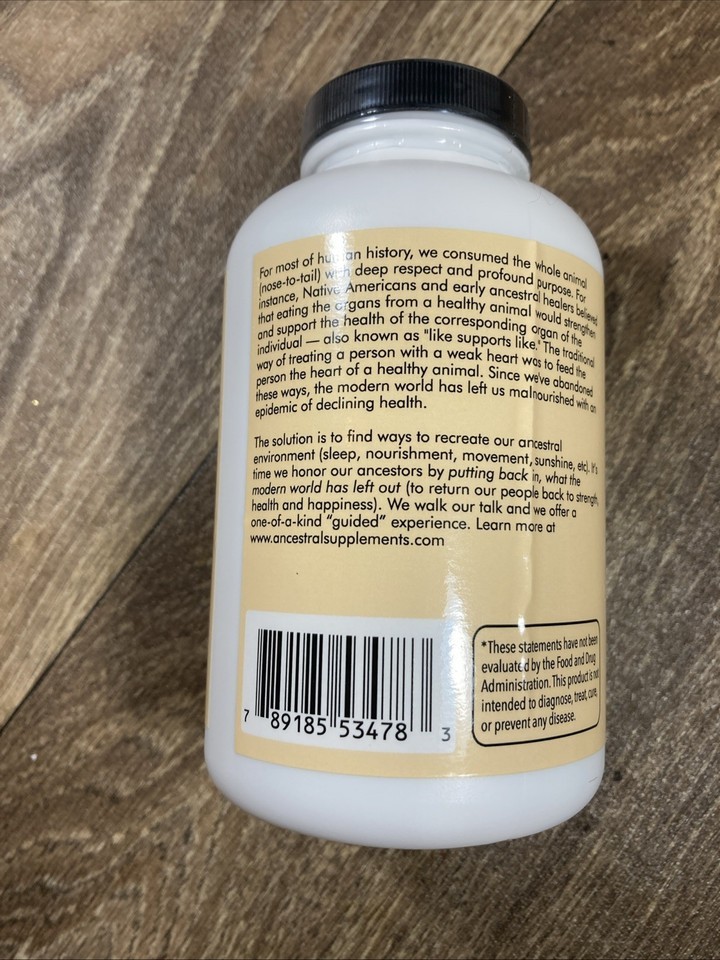 For most of human history, we consumed the whole animal
(nose-to-tail) with deep respect and profound purpose. For
instance, Native Americans and early ancestral healers believed
that eating the organs from a healthy animal would strengthen
and support the health of the corresponding organ of the
individual — also known as "like supports like." The traditional
way of treating a person with a weak heart was to feed the
person the heart of a healthy animal. Since we've abandoned
these ways, the modern world has left us malnourished with an
epidemic of declining health.
The solution is to find ways to recreate our ancestral
environment (sleep, nourishment, movement, sunshine, etc). It's
time we honor our ancestors by putting back in, what the
modern world has left out (to return our people back to strength,
health and happiness). We walk our talk and we offer a
one-of-a-kind “guided” experience. Learn more at
www.ancestralsupplements.com
7 89185 53478 3
*These statements have not been
evaluated by the Food and Drug
Administration. This product is not
intended to diagnose, treat, cure,
or prevent any disease.